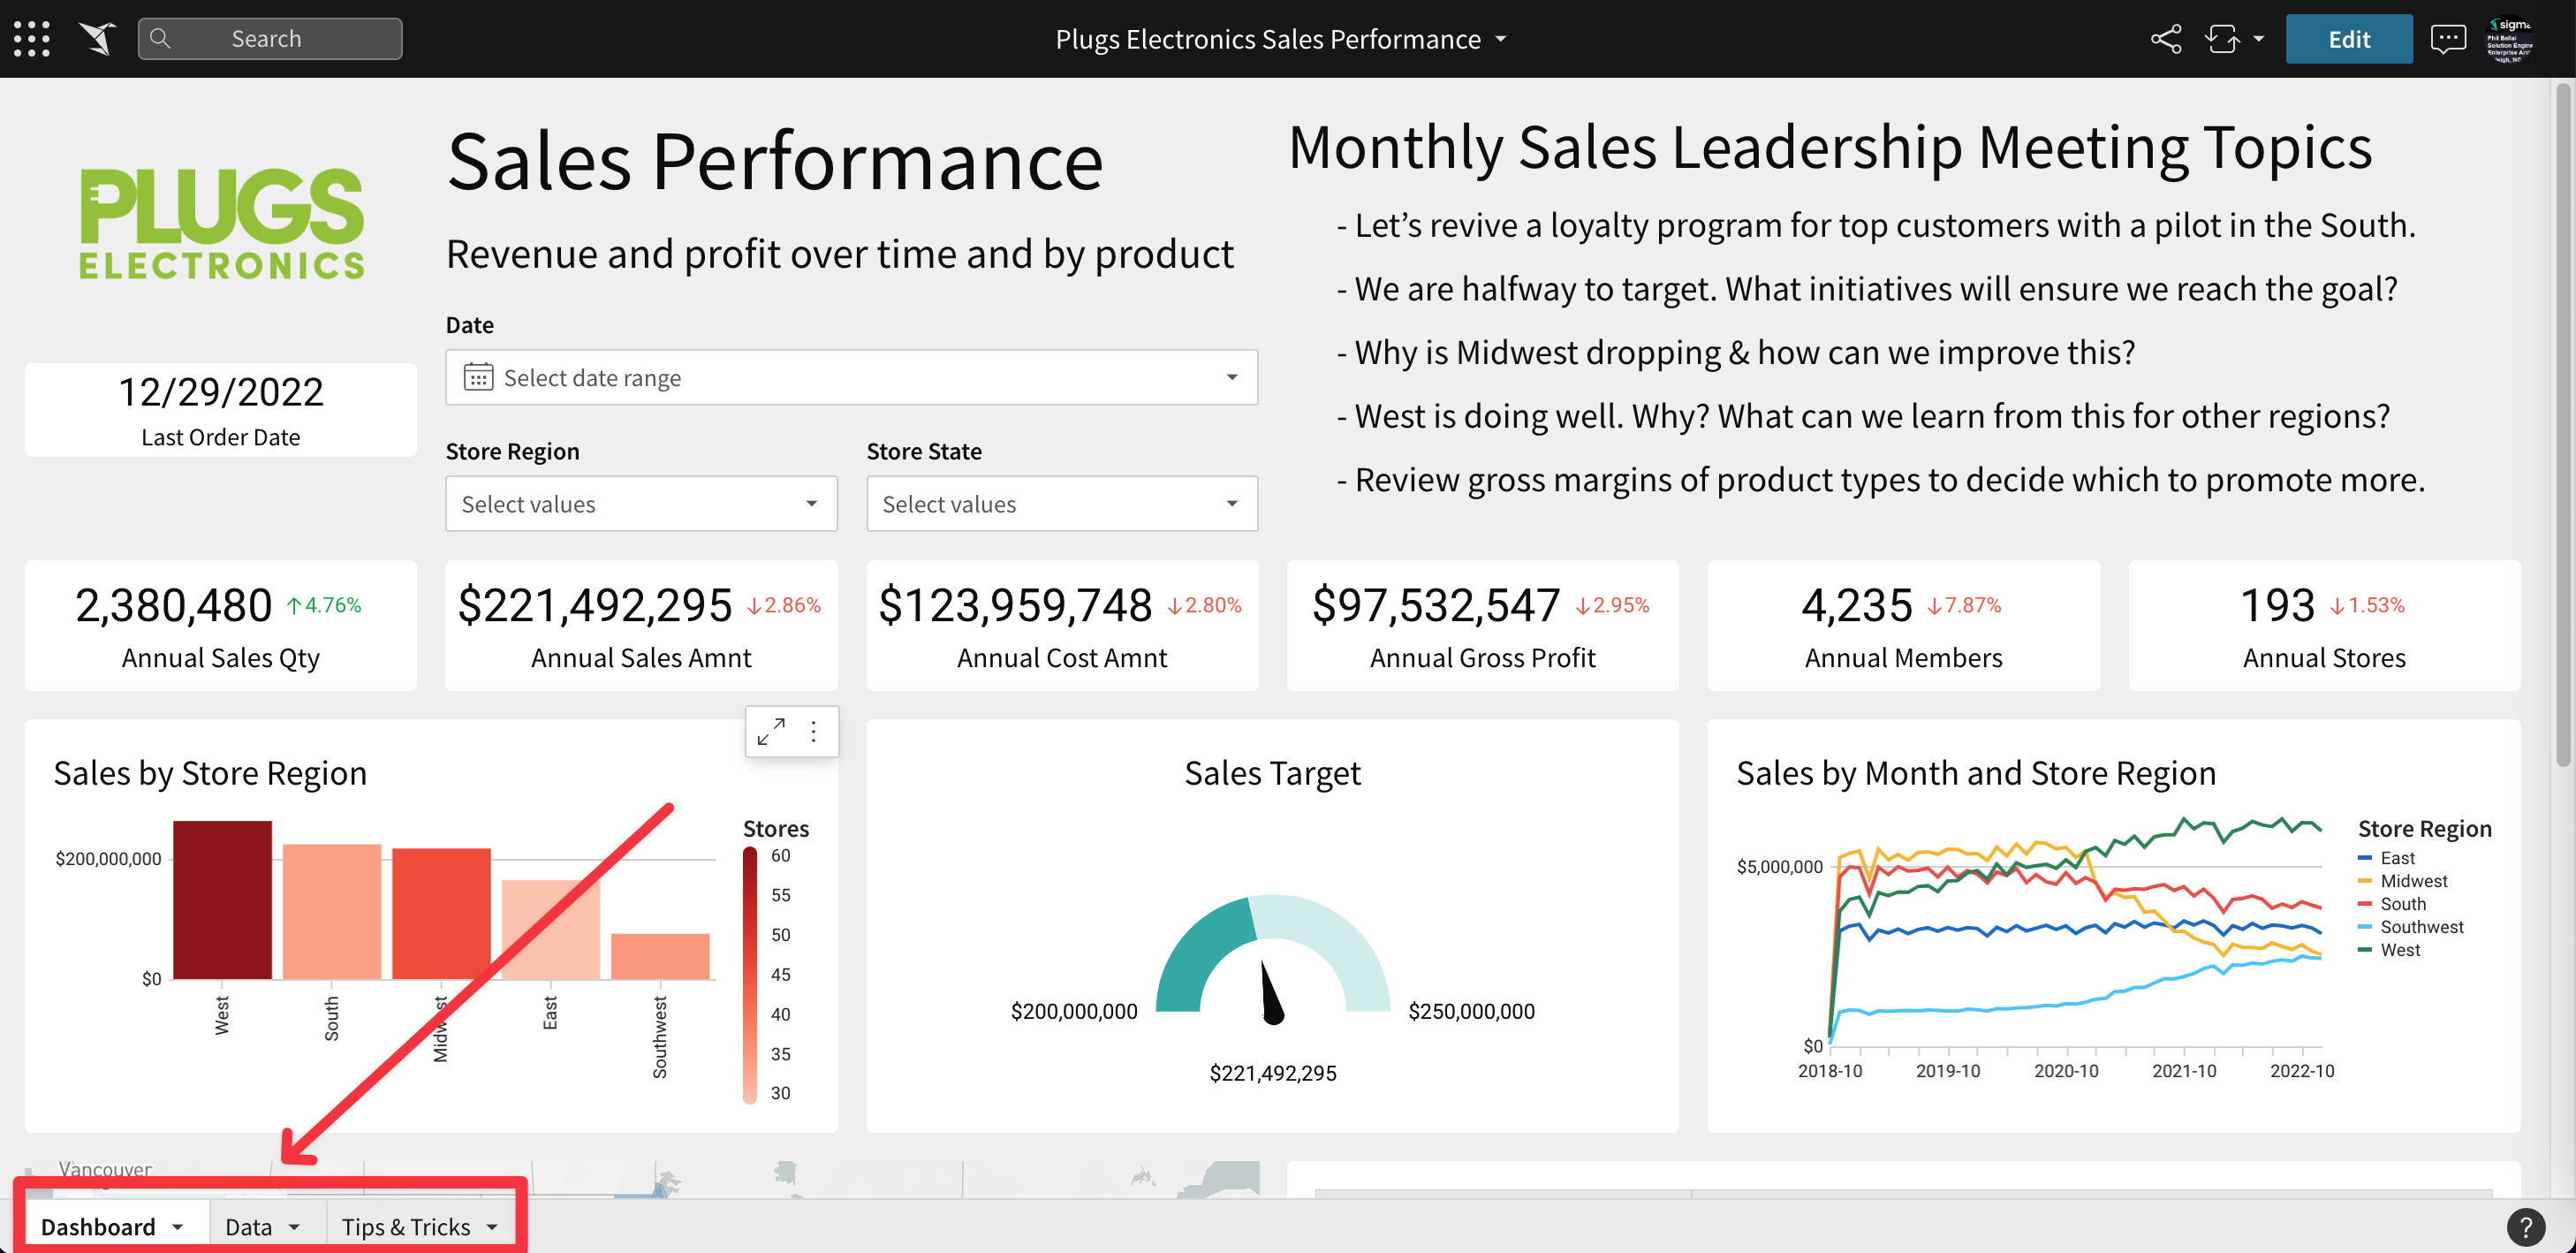 Search
Plugs Electronics Sales Performance
Edit
sigma
Phil Ballai
Solution Engine
Enterprise Arc
PLUGS
ELECTRONICS
Sales Performance
Revenue and profit over time and by product
Monthly Sales Leadership Meeting Topics
- Let’s revive a loyalty program for top customers with a pilot in the South.
- We are halfway to target. What initiatives will ensure we reach the goal?
- Why is Midwest dropping & how can we improve this?
- West is doing well. Why? What can we learn from this for other regions?
- Review gross margins of product types to decide which to promote more.
12/29/2022
Last Order Date
Date
Select date range
Store Region
Store State
Select values
Select values
2,380,480 ↑4.76%
Annual Sales Qty
$221,492,295 ↓2.86%
Annual Sales Amnt
$123,959,748 ↓2.80%
Annual Cost Amnt
$97,532,547 ↓2.95%
Annual Gross Profit
4,235 ↓7.87%
Annual Members
193 ↓1.53%
Annual Stores
Sales by Store Region
$200,000,000
$0
West
South
Midwest
East
Southwest
Stores
60
55
50
45
40
35
30
Sales Target
$200,000,000
$250,000,000
$221,492,295
Sales by Month and Store Region
$5,000,000
$0
2018-10
2019-10
2020-10
2021-10
2022-10
Store Region
East
Midwest
South
Southwest
West
Vancouver
Dashboard
Data
Tips & Tricks
?